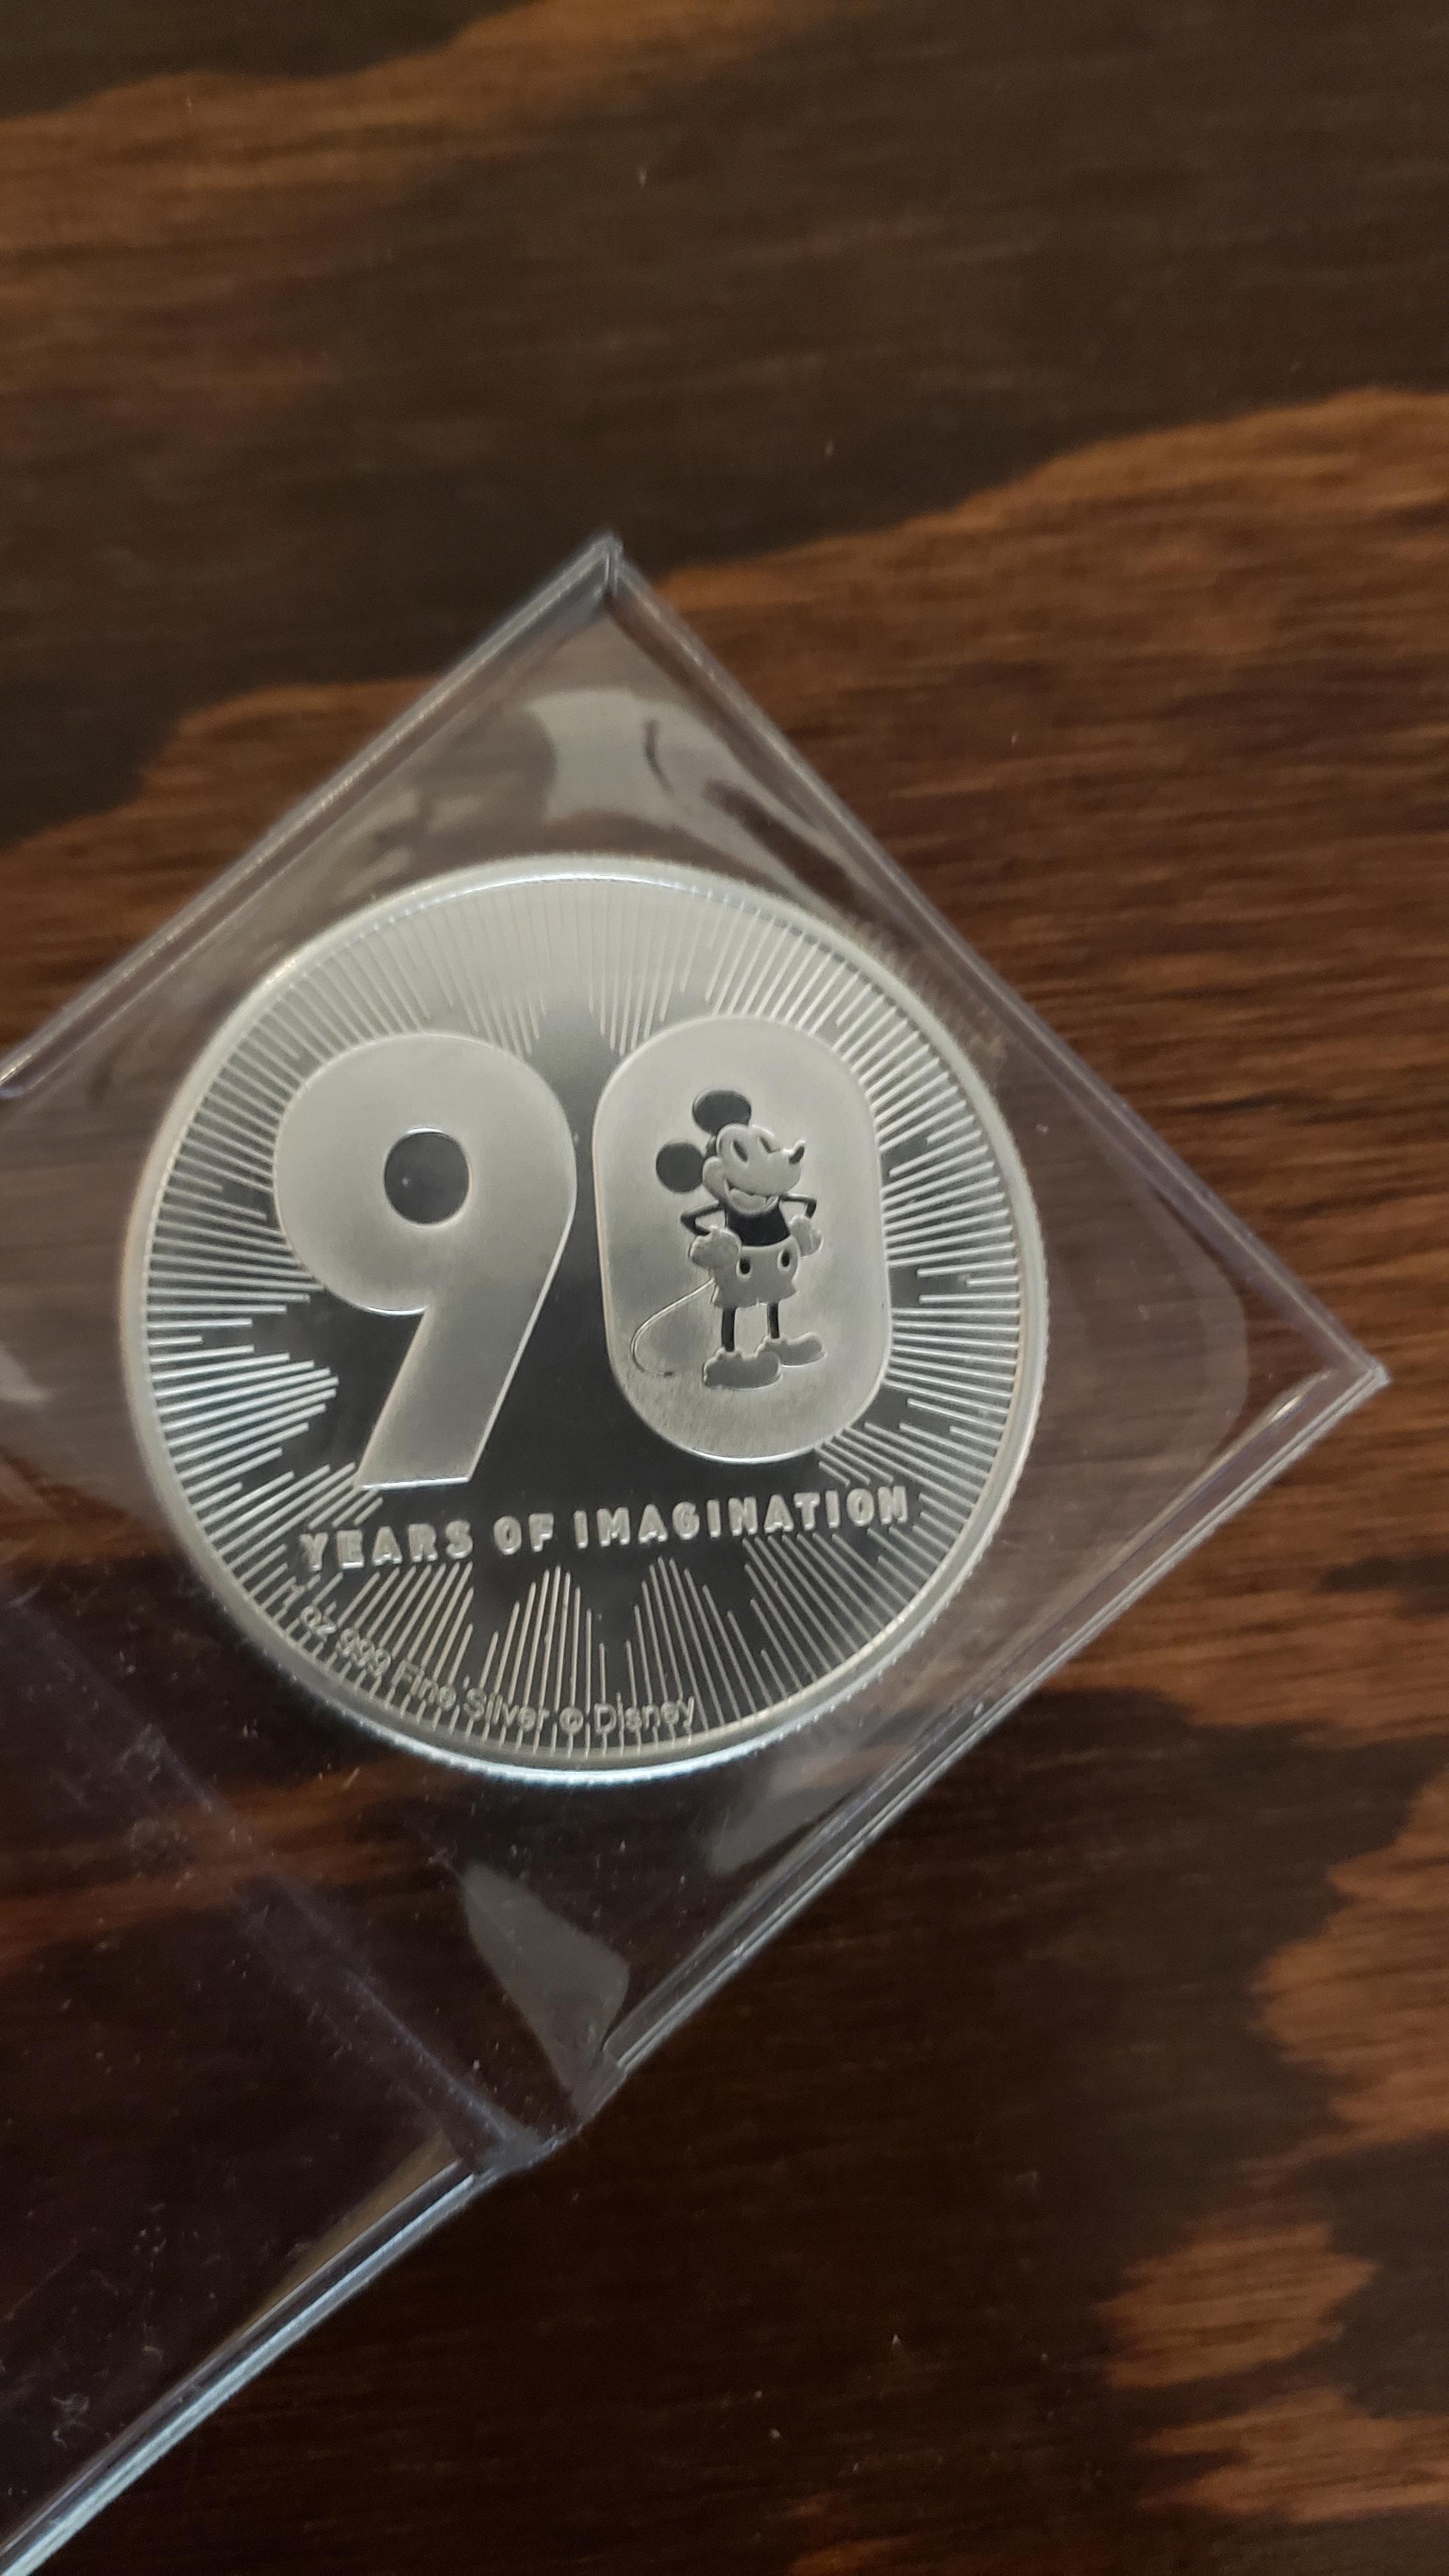 90
YEARS OF IMAGINATION
1 oz 999 Fine Silver © Disney